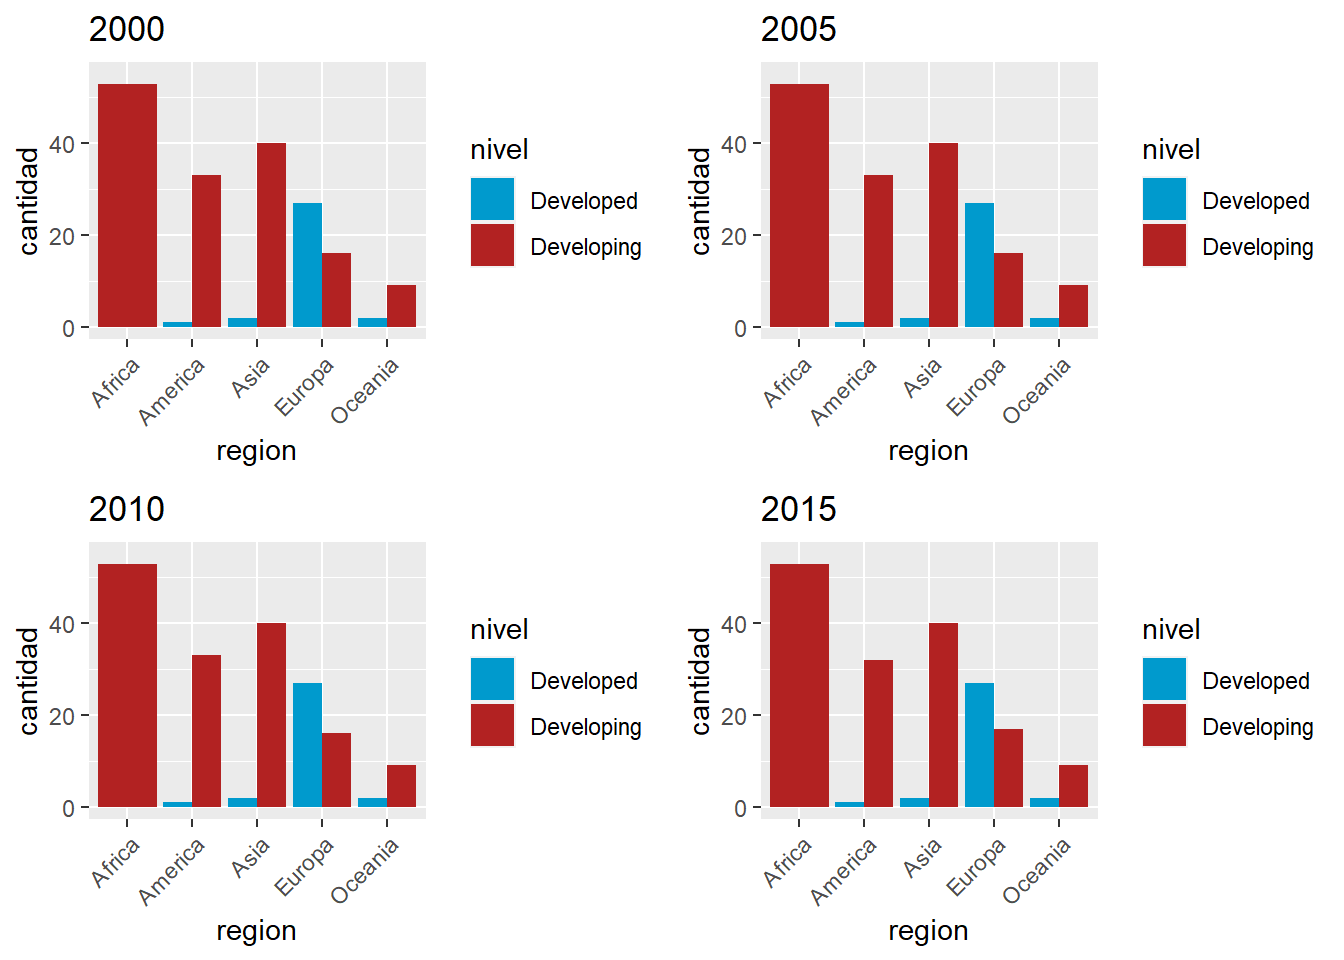 2000
cantidad
40
20
0
Africa
America
Asia
Europa
Oceania
region
nivel
Developed
Developing
2005
cantidad
40
20
0
Africa
America
Asia
Europa
Oceania
region
nivel
Developed
Developing
2010
cantidad
40
20
0
Africa
America
Asia
Europa
Oceania
region
nivel
Developed
Developing
2015
cantidad
40
20
0
Africa
America
Asia
Europa
Oceania
region
nivel
Developed
Developing